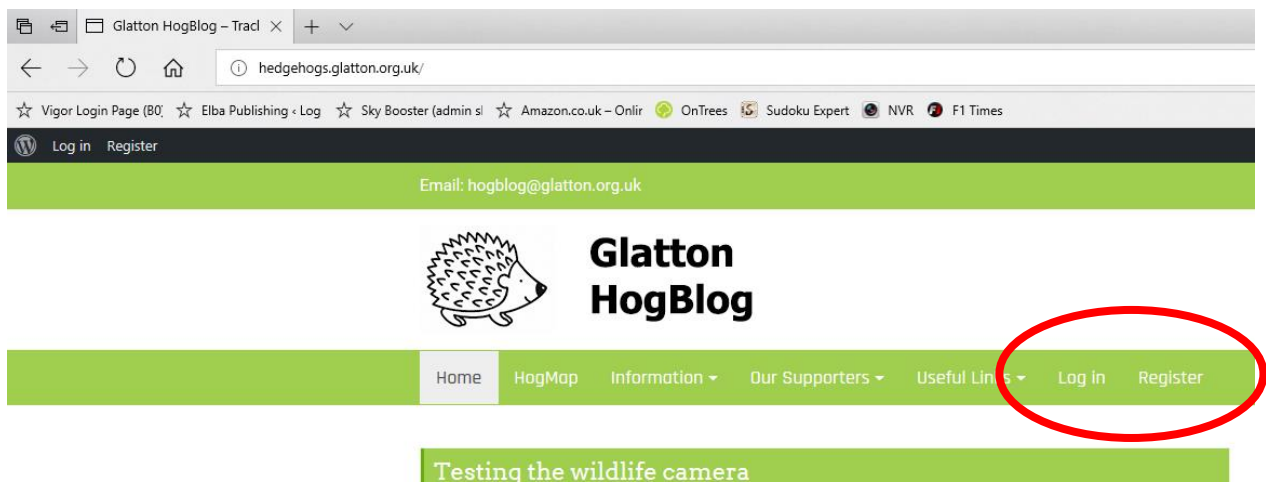 Glatton HogBlog – Trac
hedgehogs.glatton.org.uk/
Vigor Login Page (B0 Elba Publishing ‹ Log Sky Booster (admin sl Amazon.co.uk – Onlir OnTrees Sudoku Expert NVR F1 Times
Log in Register
Email: hogblog@glatton.org.uk
Glatton
HogBlog
Home HogMap Information Our Supporters Useful Links Log in Register
Testing the wildlife camera